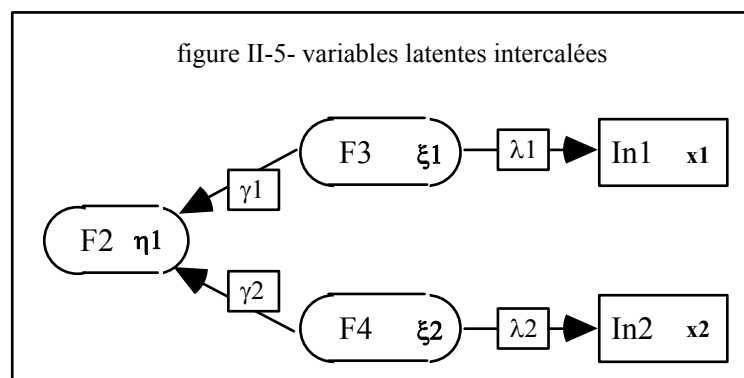 figure II-5- variables latentes intercalées
F3 ξ1
λ1
In1 x1
γ1
F2 η1
γ2
F4 ξ2
λ2
In2 x2